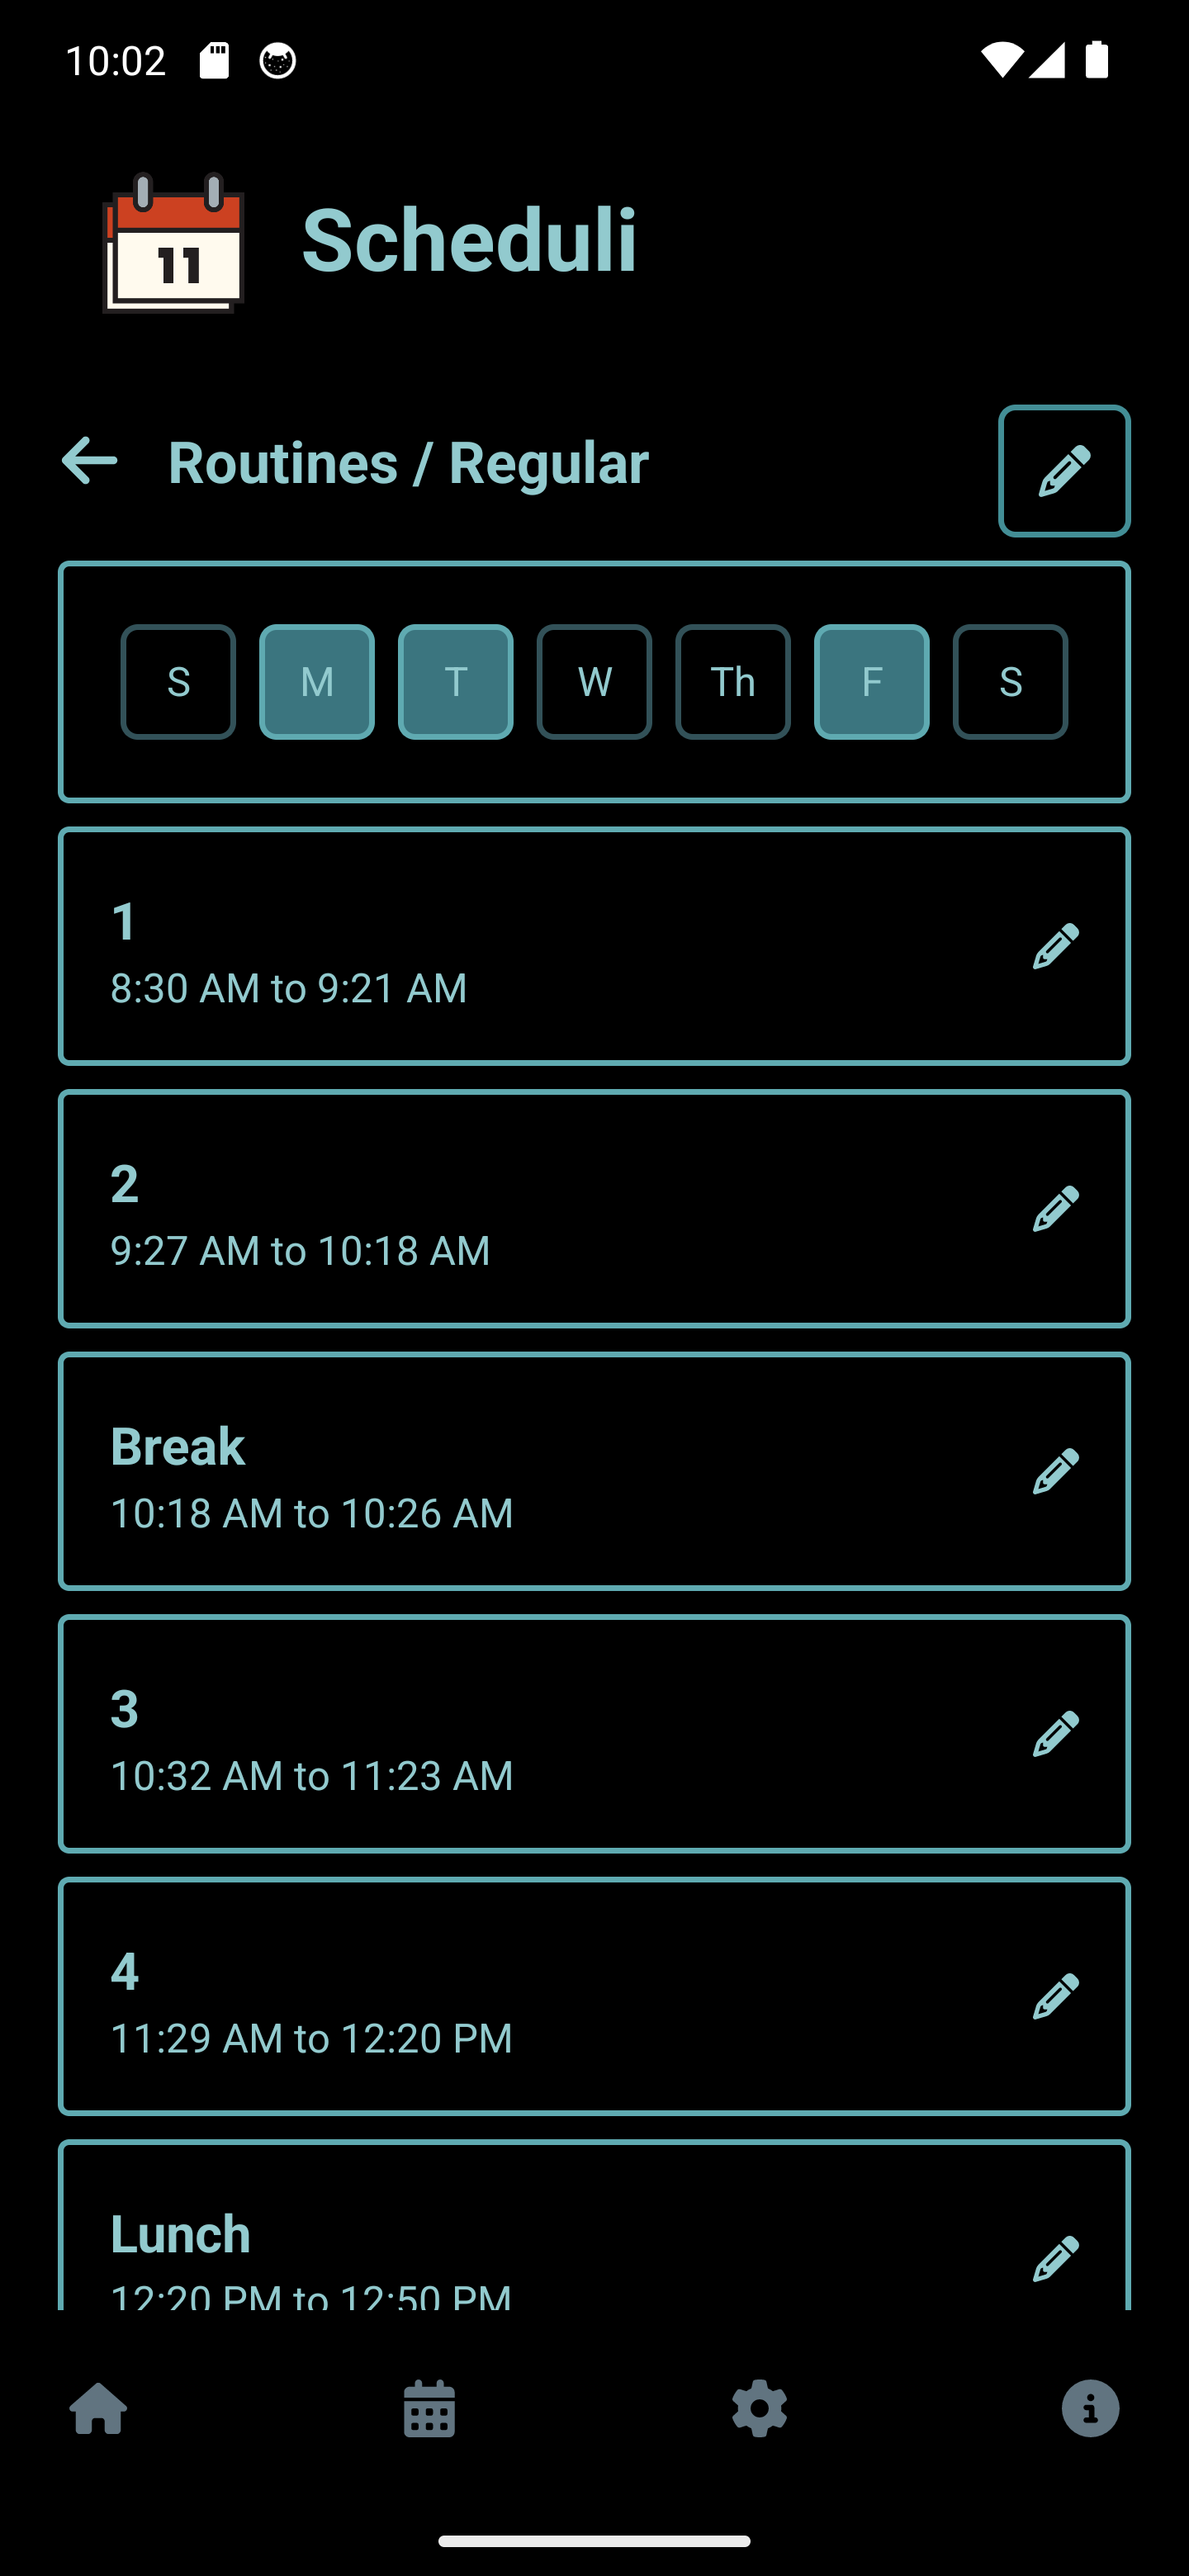 10:02
11
Scheduli
Routines / Regular
S M T W Th F S
1
8:30 AM to 9:21 AM
2
9:27 AM to 10:18 AM
Break
10:18 AM to 10:26 AM
3
10:32 AM to 11:23 AM
4
11:29 AM to 12:20 PM
Lunch
12:20 PM to 12:50 PM